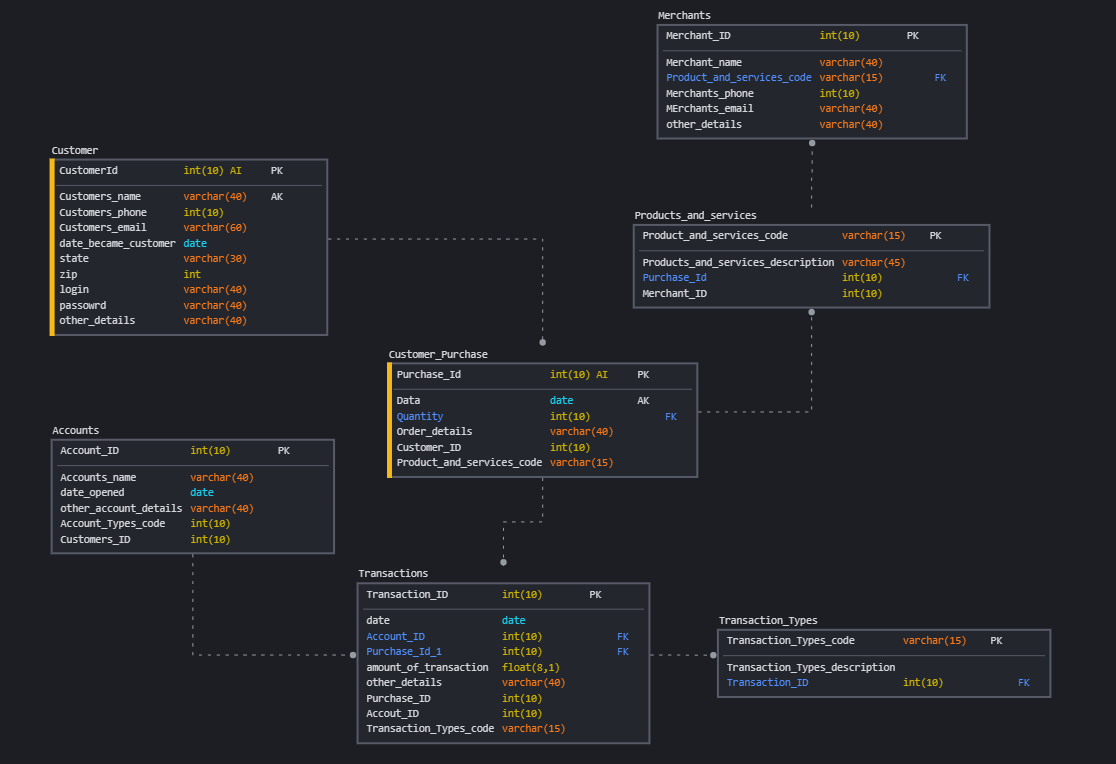 Merchants
Merchant_ID int(10) PK
Merchant_name varchar(40)
Product_and_services_code varchar(15) FK
Merchants_phone int(10)
MErchants_email varchar(40)
other_details varchar(40)
Customer
CustomerId int(10) AI PK
Customers_name varchar(40) AK
Customers_phone int(10)
Customers_email varchar(60)
date_became_customer date
state varchar(30)
zip int
login varchar(40)
passowrd varchar(40)
other_details varchar(40)
Products_and_services
Product_and_services_code varchar(15) PK
Products_and_services_description varchar(45)
Purchase_Id int(10) FK
Merchant_ID int(10)
Customer_Purchase
Purchase_Id int(10) AI PK
Data date AK
Quantity int(10) FK
Order_details varchar(40)
Customer_ID int(10)
Product_and_services_code varchar(15)
Accounts
Account_ID int(10) PK
Accounts_name varchar(40)
date_opened date
other_account_details varchar(40)
Account_Types_code int(10)
Customers_ID int(10)
Transactions
Transaction_ID int(10) PK
date date
Account_ID int(10) FK
Purchase_Id_1 int(10) FK
amount_of_transaction float(8,1)
other_details varchar(40)
Purchase_ID int(10)
Accout_ID int(10)
Transaction_Types_code varchar(15)
Transaction_Types
Transaction_Types_code varchar(15) PK
Transaction_Types_description
Transaction_ID int(10) FK